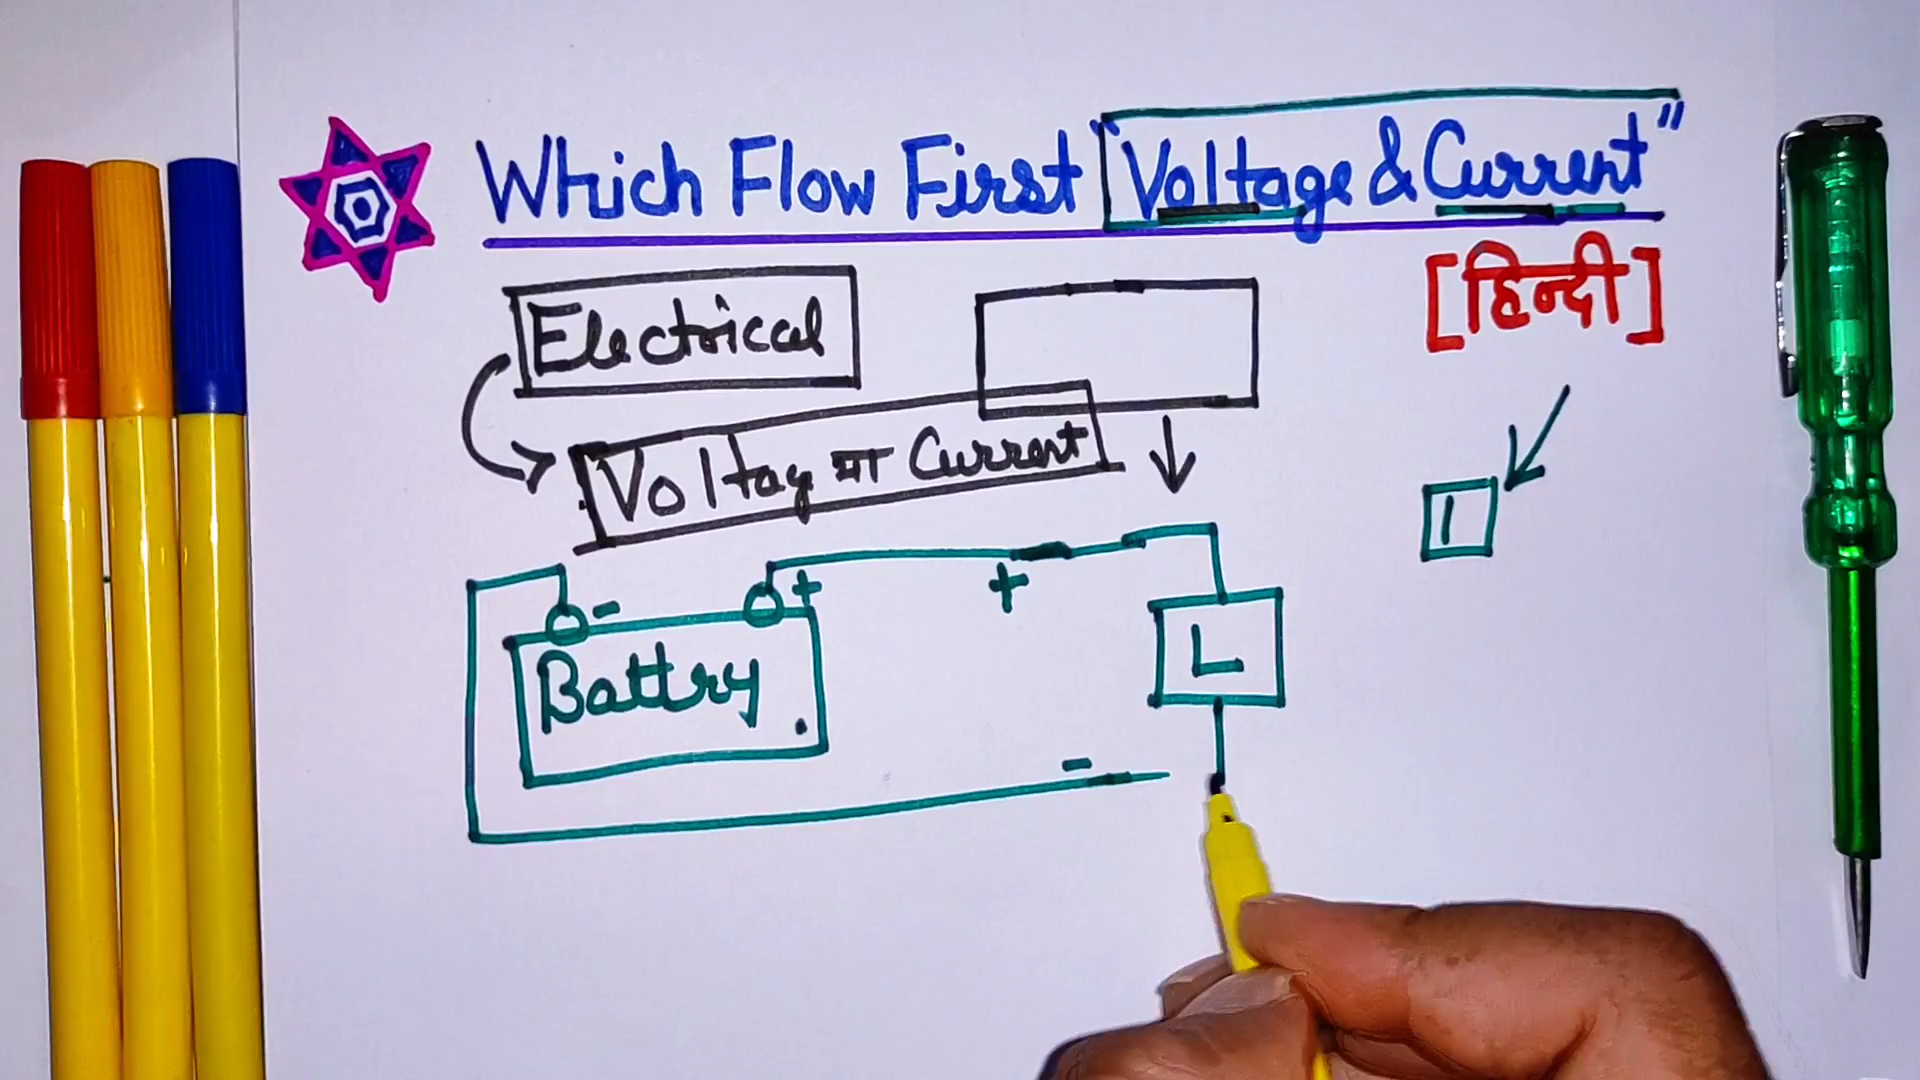 Which Flow First "Voltage & Current"
[हिन्दी]
Electrical
Voltag या Current
I
- +
+
Battry
L
-